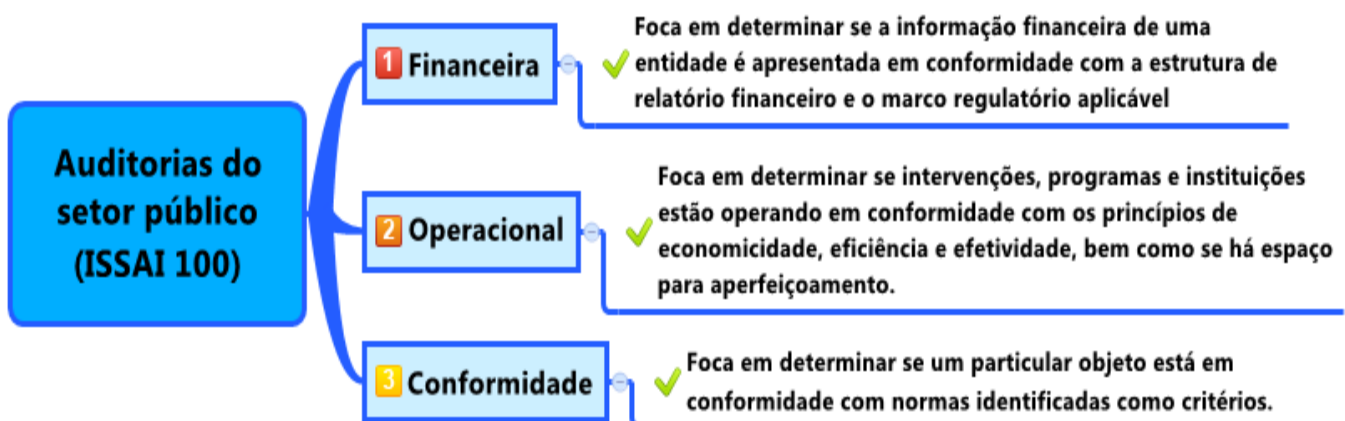 Auditorias do
setor público
(ISSAI 100)
1 Financeira
Foca em determinar se a informação financeira de uma
entidade é apresentada em conformidade com a estrutura de
relatório financeiro e o marco regulatório aplicável
2 Operacional
Foca em determinar se intervenções, programas e instituições
estão operando em conformidade com os princípios de
economicidade, eficiência e efetividade, bem como se há espaço
para aperfeiçoamento.
3 Conformidade
Foca em determinar se um particular objeto está em
conformidade com normas identificadas como critérios.